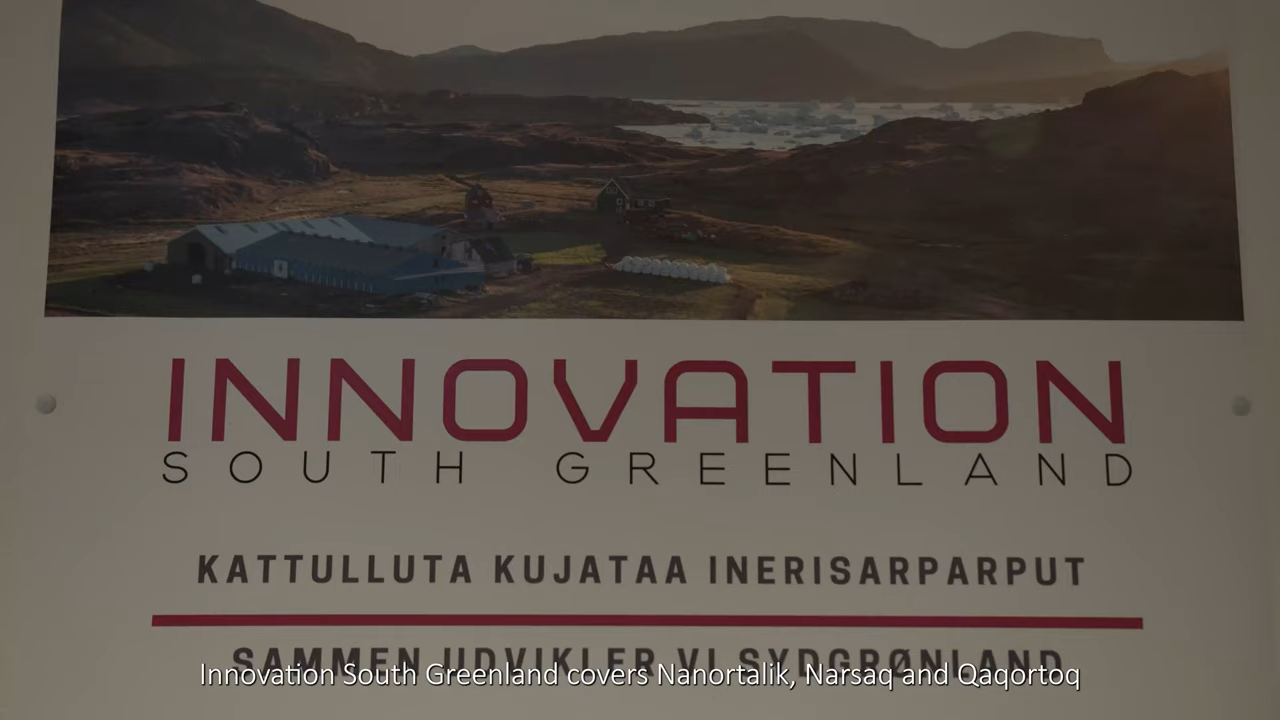 INNOVATION
SOUTH GREENLAND
KATTULLUTA KUJATAA INERISARPARPUT
SAMMEN UDVIKLER VI SYDGRØNLAND
Innovation South Greenland covers Nanortalik, Narsaq and Qaqortoq